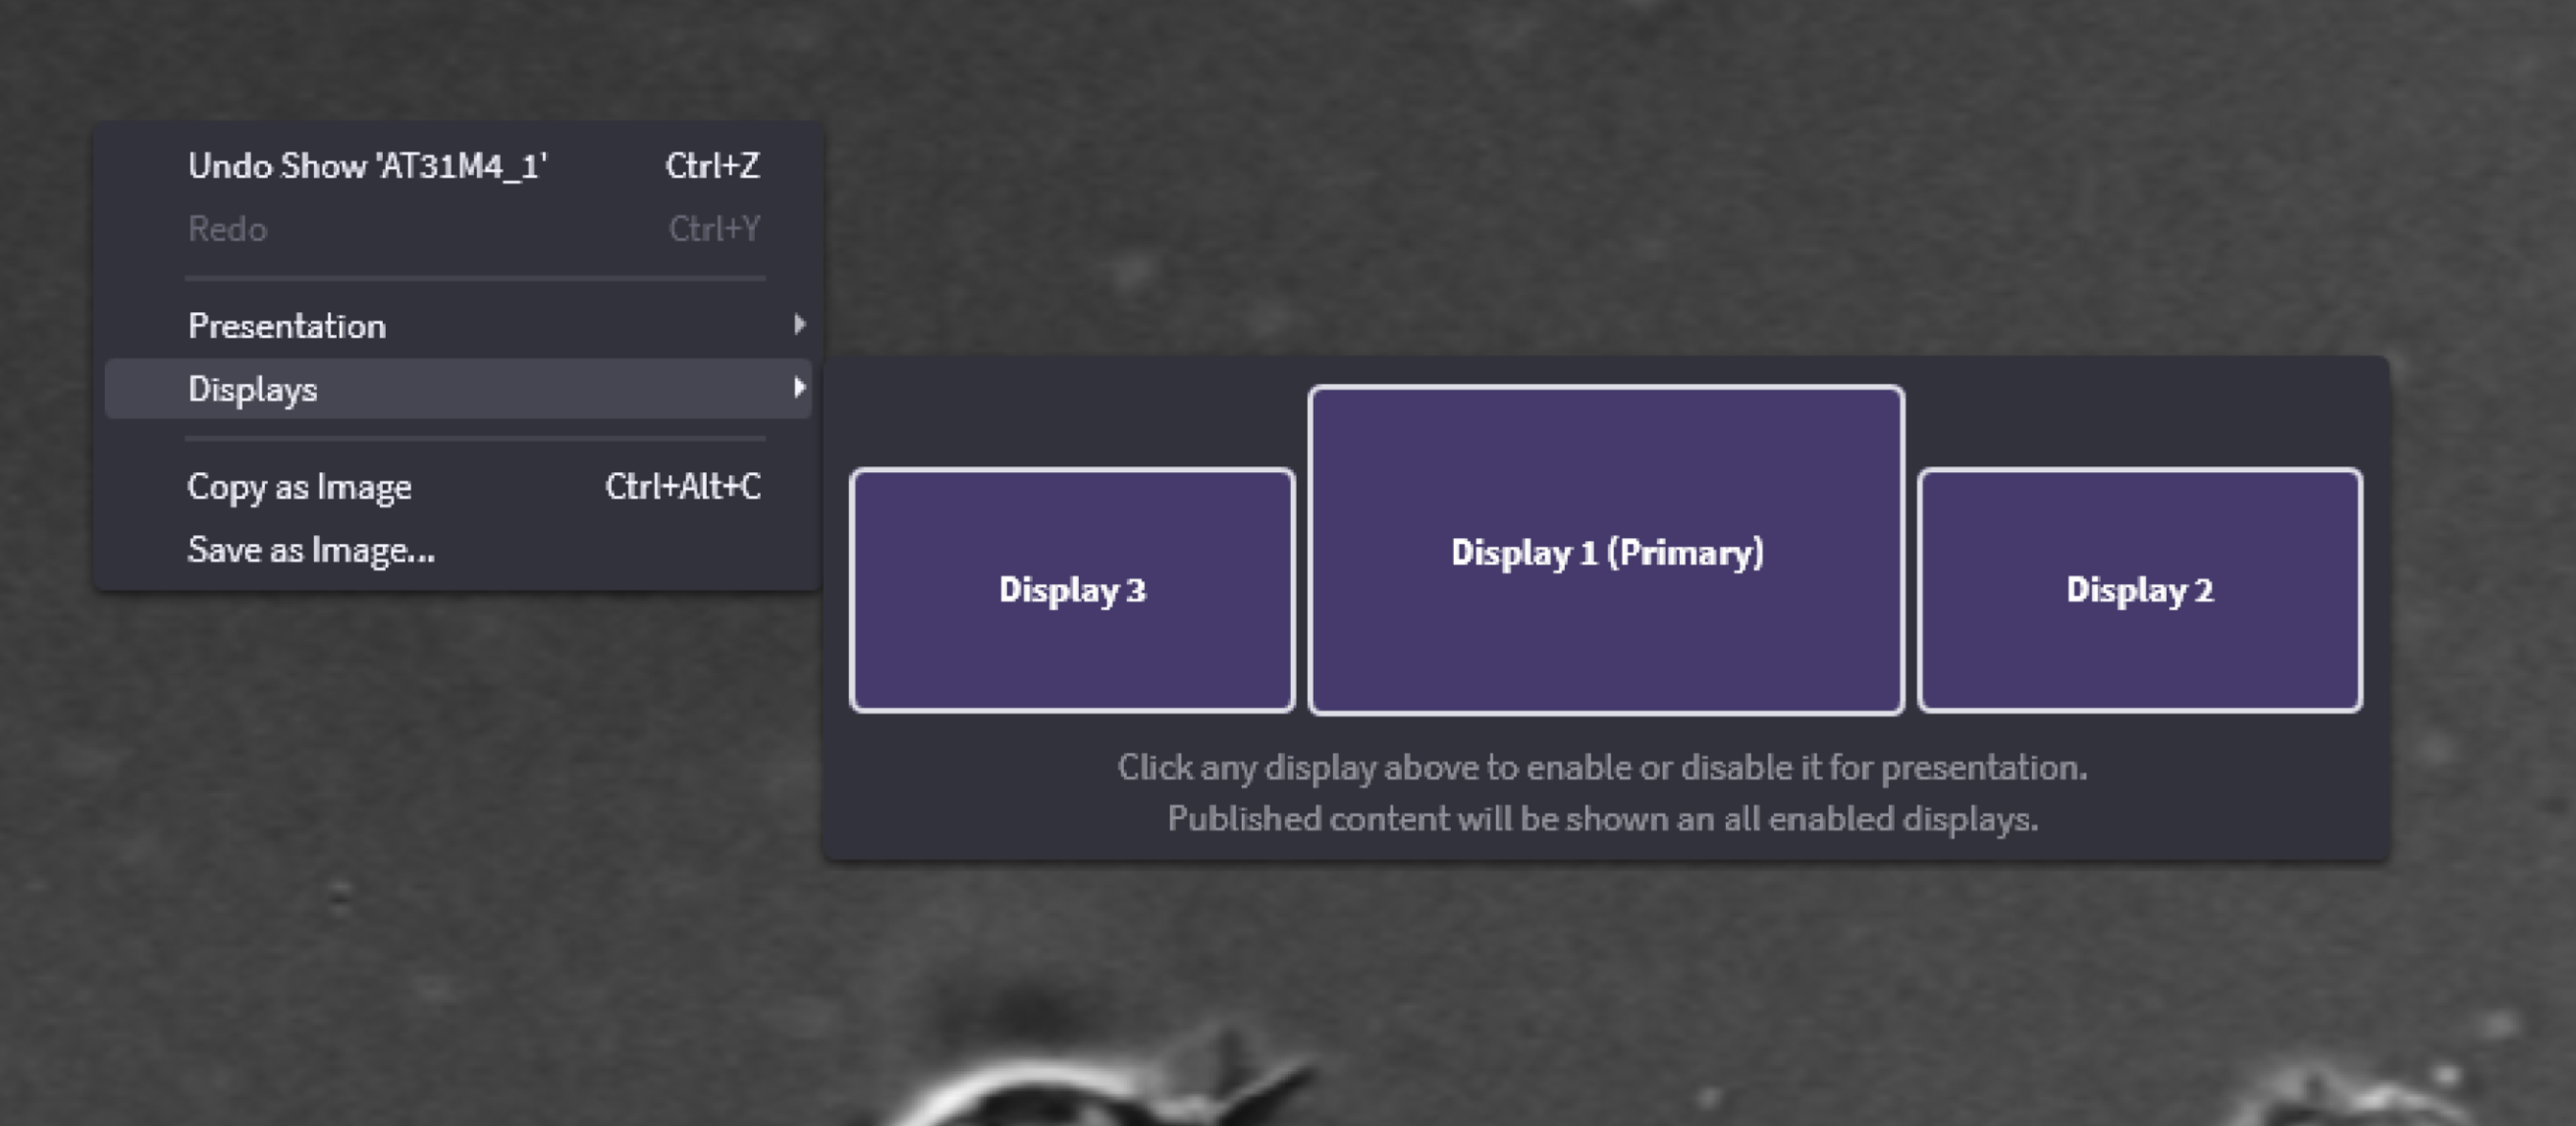 Undo Show 'AT31M4_1' Ctrl+Z
Redo Ctrl+Y
Presentation
Displays
Copy as Image Ctrl+Alt+C
Save as Image...
Display 3
Display 1 (Primary)
Display 2
Click any display above to enable or disable it for presentation.
Published content will be shown an all enabled displays.